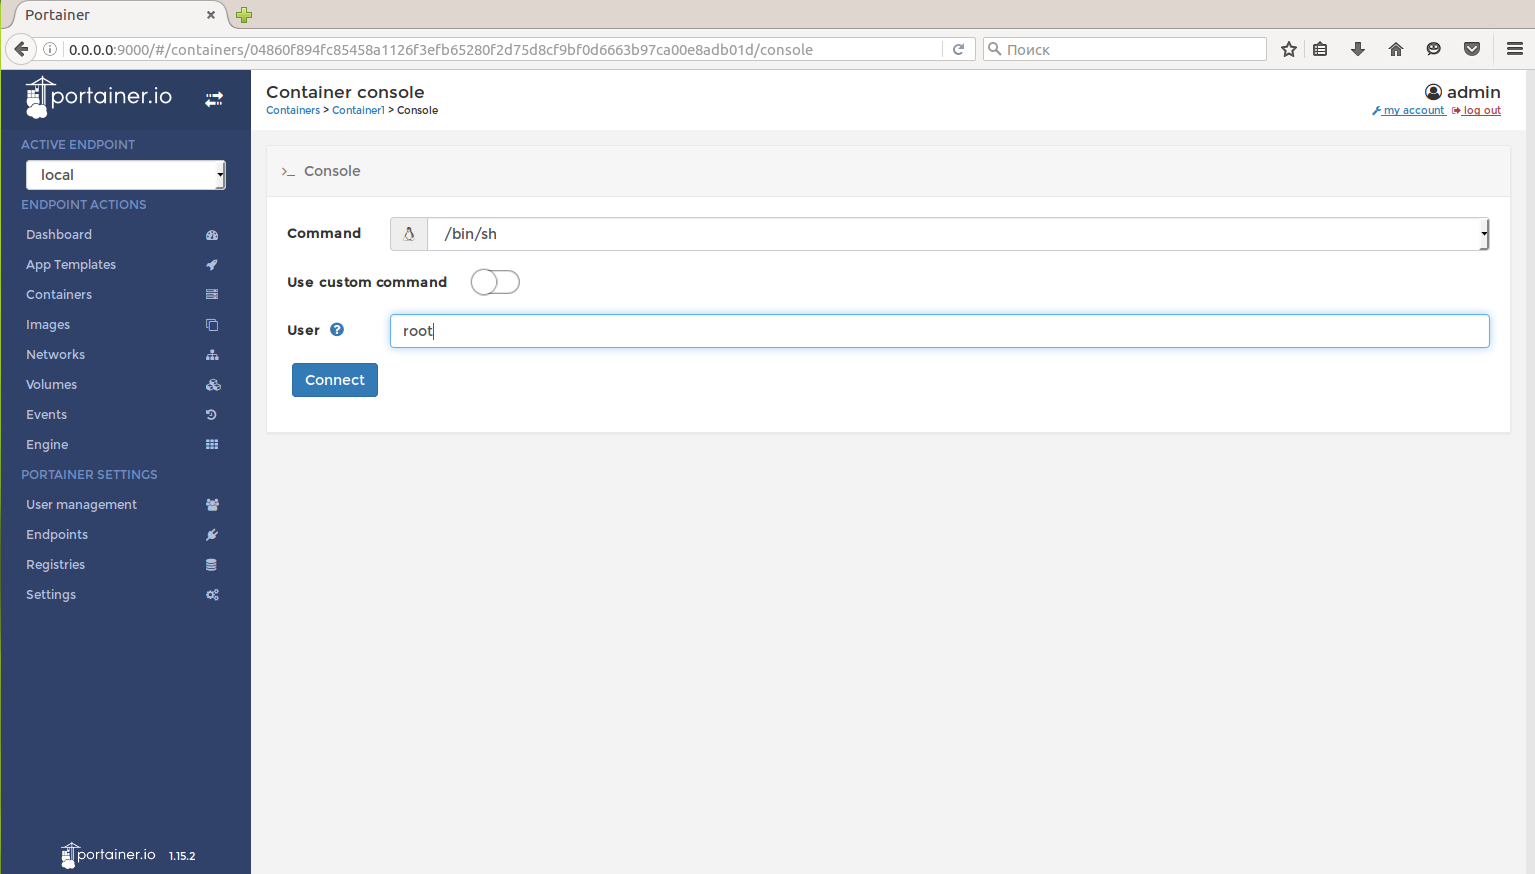 Portainer
0.0.0.0:9000/#/containers/04860f894fc85458a1126f3efb65280f2d75d8cf9bf0d6663b97ca00e8adb01d/console
Поиск
portainer.io
Container console
admin
Containers > Container1 > Console
my account log out
ACTIVE ENDPOINT
local
ENDPOINT ACTIONS
Dashboard
App Templates
Containers
Images
Networks
Volumes
Events
Engine
PORTAINER SETTINGS
User management
Endpoints
Registries
Settings
portainer.io 1.15.2
>_ Console
Command /bin/sh
Use custom command
User ? root
Connect